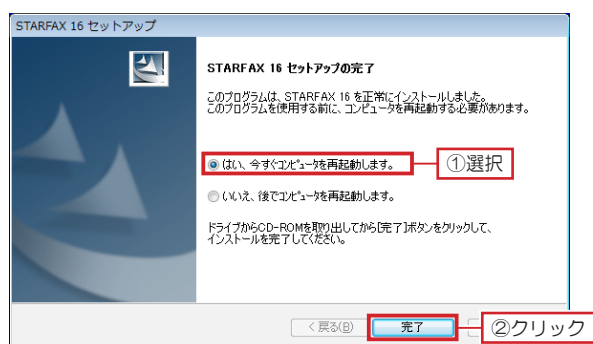 STARFAX 16 セットアップ
STARFAX 16 セットアップの完了
このプログラムは、STARFAX 16 を正常にインストールしました。
このプログラムを使用する前に、コンピュータを再起動する必要があります。
はい、今すぐコンピュータを再起動します。
①選択
いいえ、後でコンピュータを再起動します。
ドライブからCD-ROMを取り出してから[完了]ボタンをクリックして、
インストールを完了してください。
< 戻る(B)
完了
②クリック